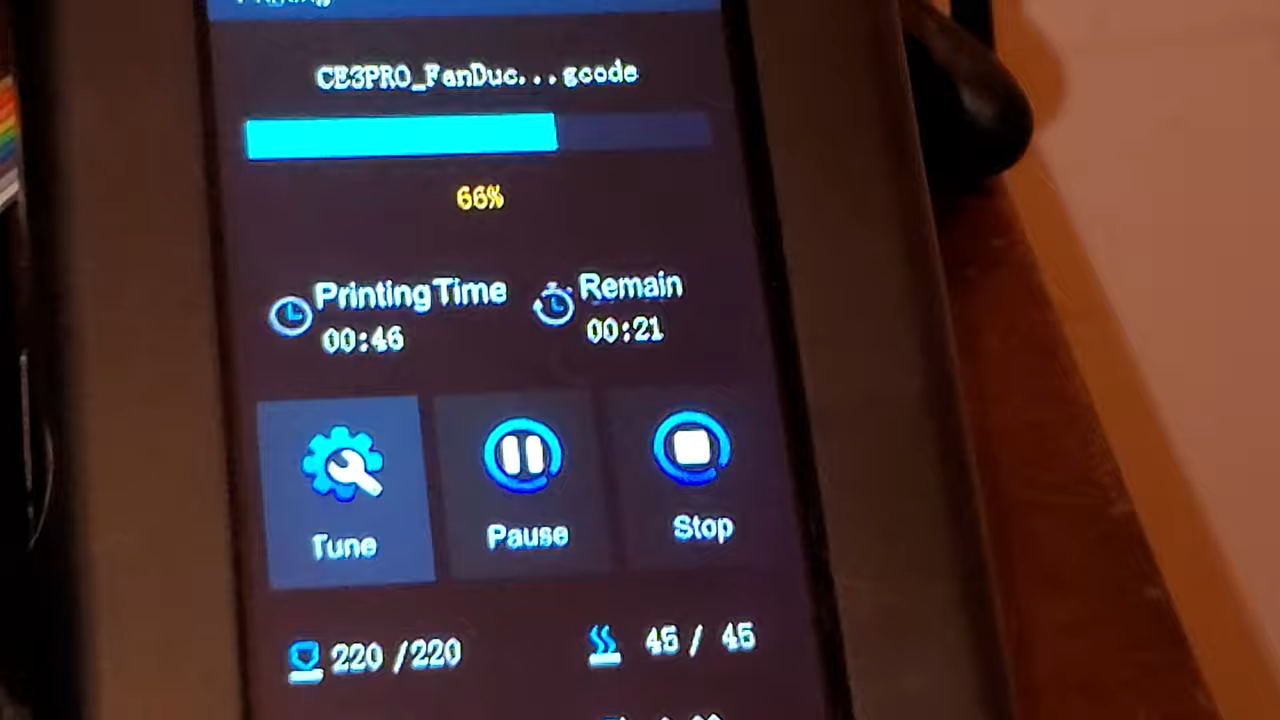 CE3PRO_FanDuc...gcode
66%
Printing Time Remain
00:46 00:21
Tune Pause Stop
220 /220 45 / 45